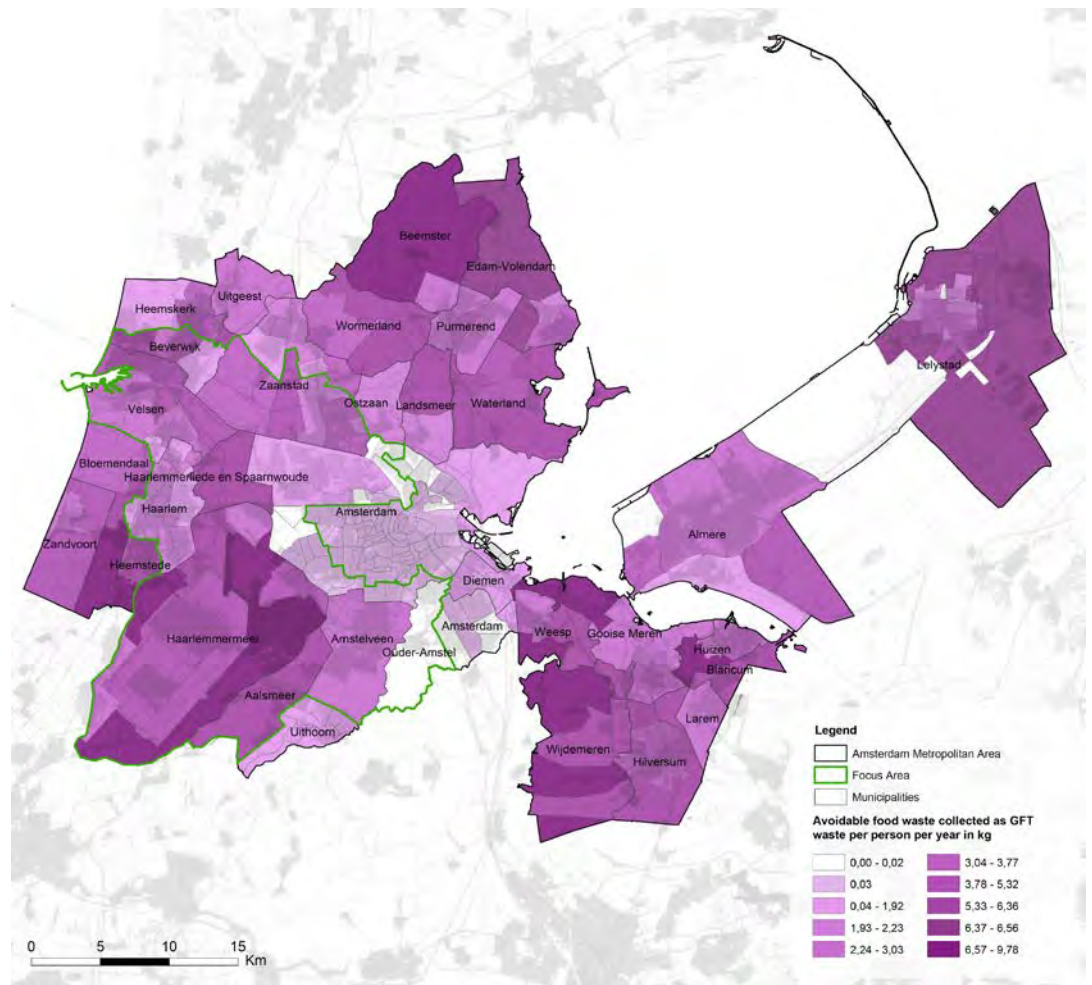 Beemster
Edam-Volendam
Uitgeest
Heemskerk
Wormerland
Purmerend
Beverwijk
Lelystad
Zaanstad
Ostzaan
Landsmeer
Waterland
Velsen
Bloemendaal
Haarlemmerliede en Spaarnwoude
Haarlem
Amsterdam
Almere
Zandvoort
Heemstede
Diemen
Amsterdam
Weesp
Gooise Meren
Haarlemmermeer
Amstelveen
Ouder-Amstel
Huizen
Blaricum
Aalsmeer
Larem
Uithoorn
Wijdemeren
Hilversum
Legend
Amsterdam Metropolitan Area
Focus Area
Municipalities
Avoidable food waste collected as GFT
waste per person per year in kg
0,00 - 0,02
0,03
0,04 - 1,92
1,93 - 2,23
2,24 - 3,03
3,04 - 3,77
3,78 - 5,32
5,33 - 6,36
6,37 - 6,56
6,57 - 9,78
0 5 10 15
Km